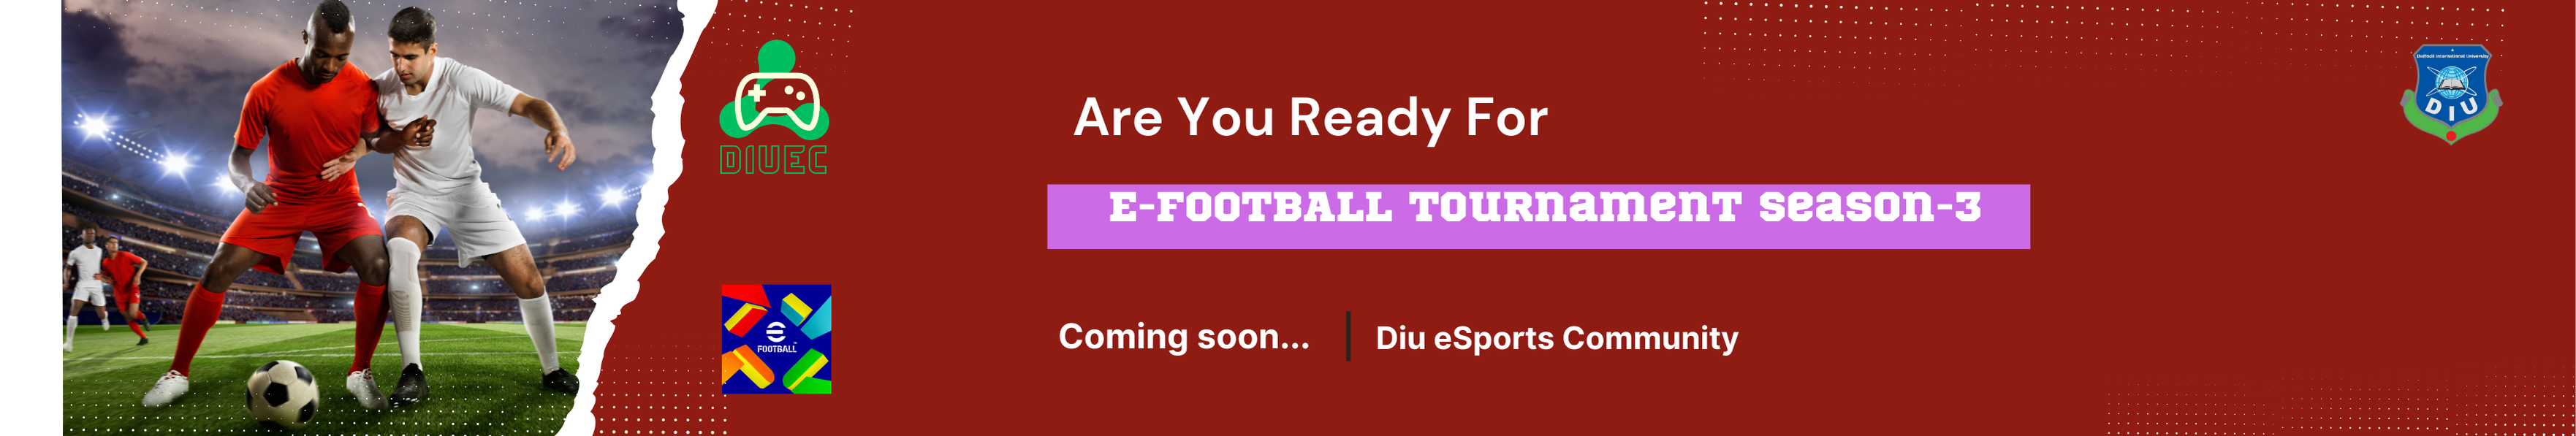 DIUEC
Are You Ready For
E-FOOTBALL TOURnamenT season-3
FOOTBALL
Coming soon...
Diu eSports Community
Daffodil International University
DIU